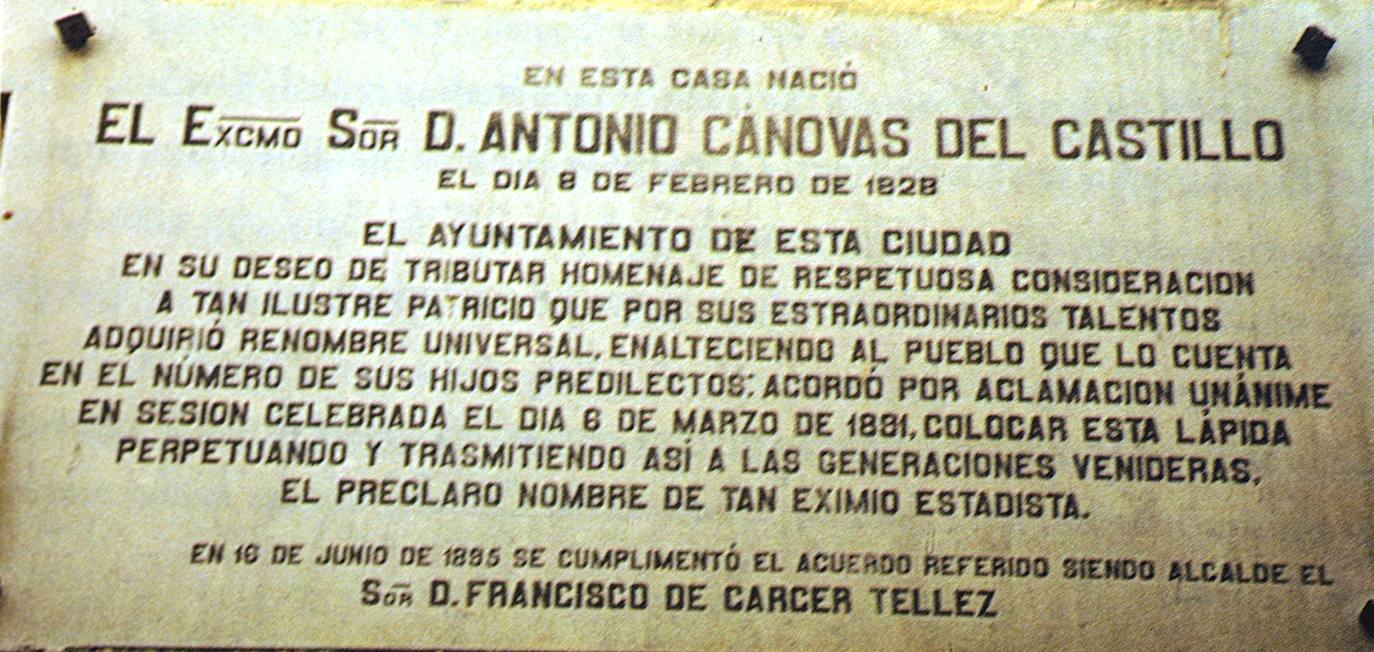 EN ESTA CASA NACIÓ
EL EXCMO SOR D. ANTONIO CÁNOVAS DEL CASTILLO
EL DIA 8 DE FEBRERO DE 1828
EL AYUNTAMIENTO DE ESTA CIUDAD
EN SU DESEO DE TRIBUTAR HOMENAJE DE RESPETUOSA CONSIDERACION
A TAN ILUSTRE PATRICIO QUE POR SUS ESTRAORDINARIOS TALENTOS
ADQUIRIÓ RENOMBRE UNIVERSAL, ENALTECIENDO AL PUEBLO QUE LO CUENTA
EN EL NÚMERO DE SUS HIJOS PREDILECTOS; ACORDÓ POR ACLAMACION UNÁNIME
EN SESION CELEBRADA EL DIA 6 DE MARZO DE 1891, COLOCAR ESTA LÁPIDA
PERPETUANDO Y TRASMITIENDO ASÍ A LAS GENERACIONES VENIDERAS,
EL PRECLARO NOMBRE DE TAN EXIMIO ESTADISTA.
EN 16 DE JUNIO DE 1895 SE CUMPLIMENTÓ EL ACUERDO REFERIDO SIENDO ALCALDE EL
SOR D. FRANCISCO DE CARCER TELLEZ